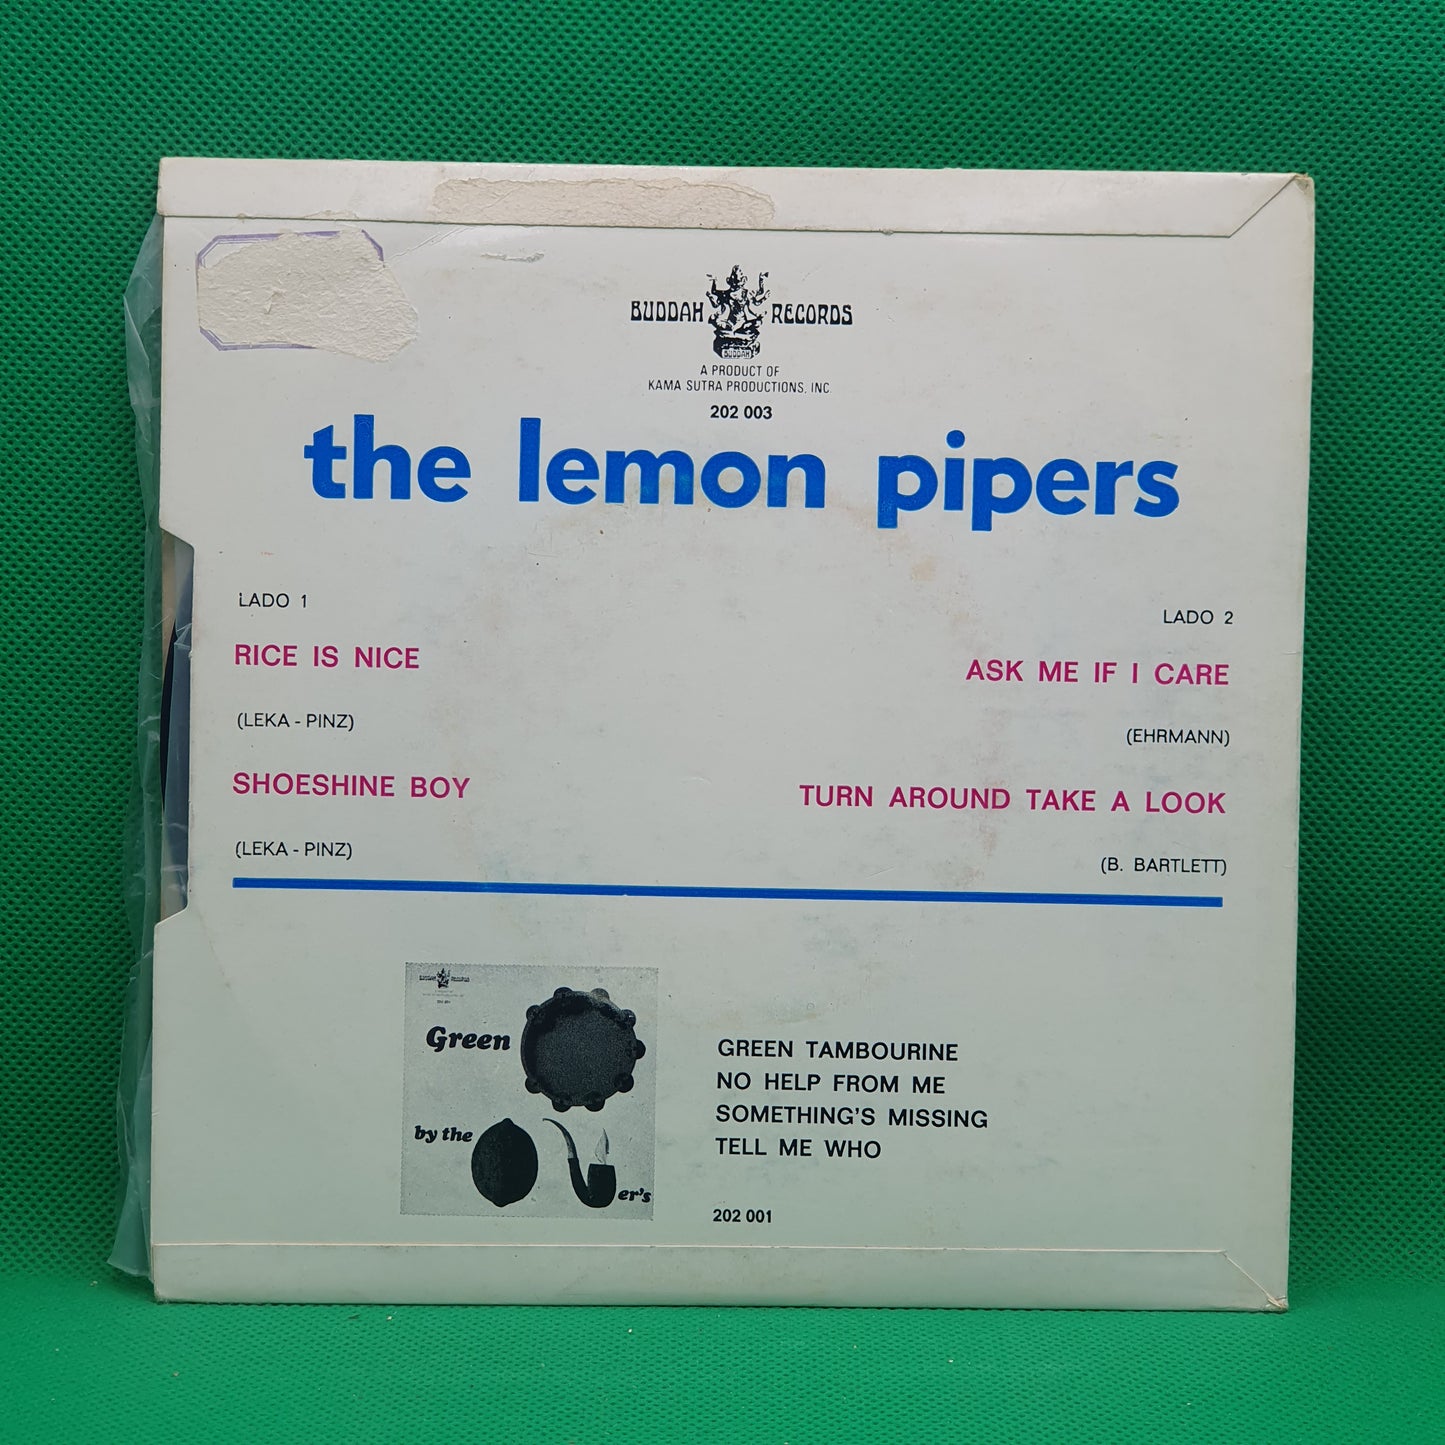 BUDDAH RECORDS
BUDDAH
A PRODUCT OF
KAMA SUTRA PRODUCTIONS, INC.
202 003
the lemon pipers
LADO 1
RICE IS NICE
(LEKA - PINZ)
SHOESHINE BOY
(LEKA - PINZ)
LADO 2
ASK ME IF I CARE
(EHRMANN)
TURN AROUND TAKE A LOOK
(B. BARTLETT)
Green
by the
er's
GREEN TAMBOURINE
NO HELP FROM ME
SOMETHING'S MISSING
TELL ME WHO
202 001